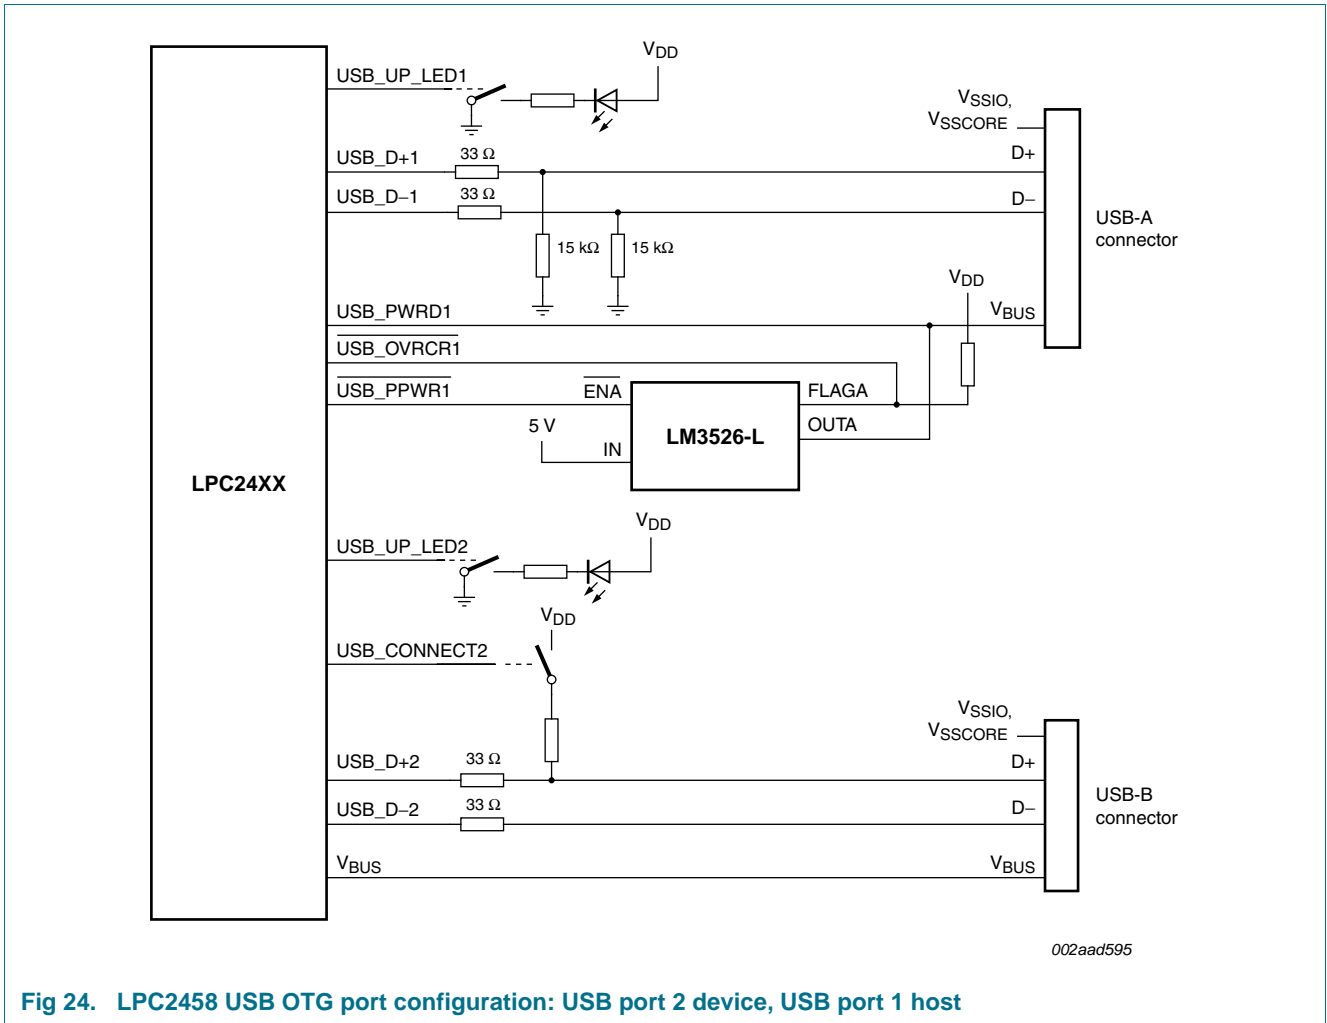 VDD
USB_UP_LED1
VSSIO,
VSSCORE
USB_D+1
33 Ω
D+
USB_D−1
33 Ω
D−
USB-A
connector
15 kΩ
15 kΩ
VDD
USB_PWRD1
VBUS
USB_OVRCR1
USB_PPWR1
ENA
FLAGA
5 V
OUTA
LM3526-L
IN
LPC24XX
VDD
USB_UP_LED2
VDD
USB_CONNECT2
VSSIO,
VSSCORE
USB_D+2
33 Ω
D+
USB-B
connector
USB_D−2
33 Ω
D−
VBUS
VBUS
002aad595
Fig 24. LPC2458 USB OTG port configuration: USB port 2 device, USB port 1 host